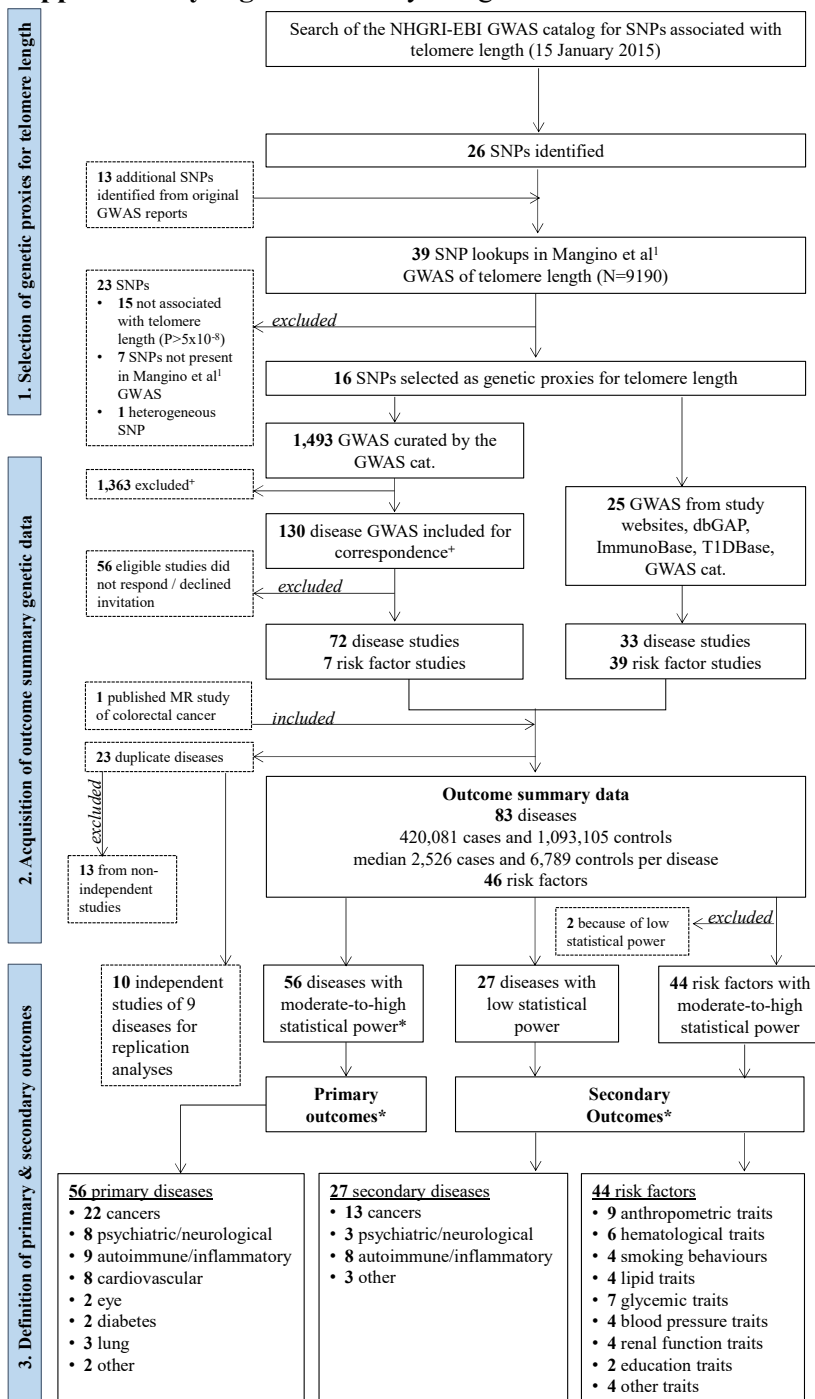 1. Selection of genetic proxies for telomere length
Search of the NHGRI-EBI GWAS catalog for SNPs associated with
telomere length (15 January 2015)
26 SNPs identified
13 additional SNPs
identified from original
GWAS reports
39 SNP lookups in Mangino et al1
GWAS of telomere length (N=9190)
23 SNPs
• 15 not associated
with telomere
length (P>5x10-8)
• 7 SNPs not present
in Mangino et al1
GWAS
• 1 heterogeneous
SNP
excluded
16 SNPs selected as genetic proxies for telomere length
2. Acquisition of outcome summary genetic data
1,493 GWAS curated by the
GWAS cat.
1,363 excluded+
25 GWAS from study
websites, dbGAP,
ImmunoBase, T1DBase,
GWAS cat.
130 disease GWAS included for
correspondence+
56 eligible studies did
not respond / declined
invitation
excluded
72 disease studies
7 risk factor studies
33 disease studies
39 risk factor studies
1 published MR study
of colorectal cancer
included
23 duplicate diseases
excluded
13 from non-
independent
studies
Outcome summary data
83 diseases
420,081 cases and 1,093,105 controls
median 2,526 cases and 6,789 controls per disease
46 risk factors
2 because of low
statistical power
excluded
3. Definition of primary & secondary outcomes
10 independent
studies of 9
diseases for
replication
analyses
56 diseases with
moderate-to-high
statistical power*
27 diseases with
low statistical
power
44 risk factors with
moderate-to-high
statistical power
Primary
outcomes*
Secondary
Outcomes*
56 primary diseases
• 22 cancers
• 8 psychiatric/neurological
• 9 autoimmune/inflammatory
• 8 cardiovascular
• 2 eye
• 2 diabetes
• 3 lung
• 2 other
27 secondary diseases
• 13 cancers
• 3 psychiatric/neurological
• 8 autoimmune/inflammatory
• 3 other
44 risk factors
• 9 anthropometric traits
• 6 hematological traits
• 4 smoking behaviours
• 4 lipid traits
• 7 glycemic traits
• 4 blood pressure traits
• 4 renal function traits
• 2 education traits
• 4 other traits